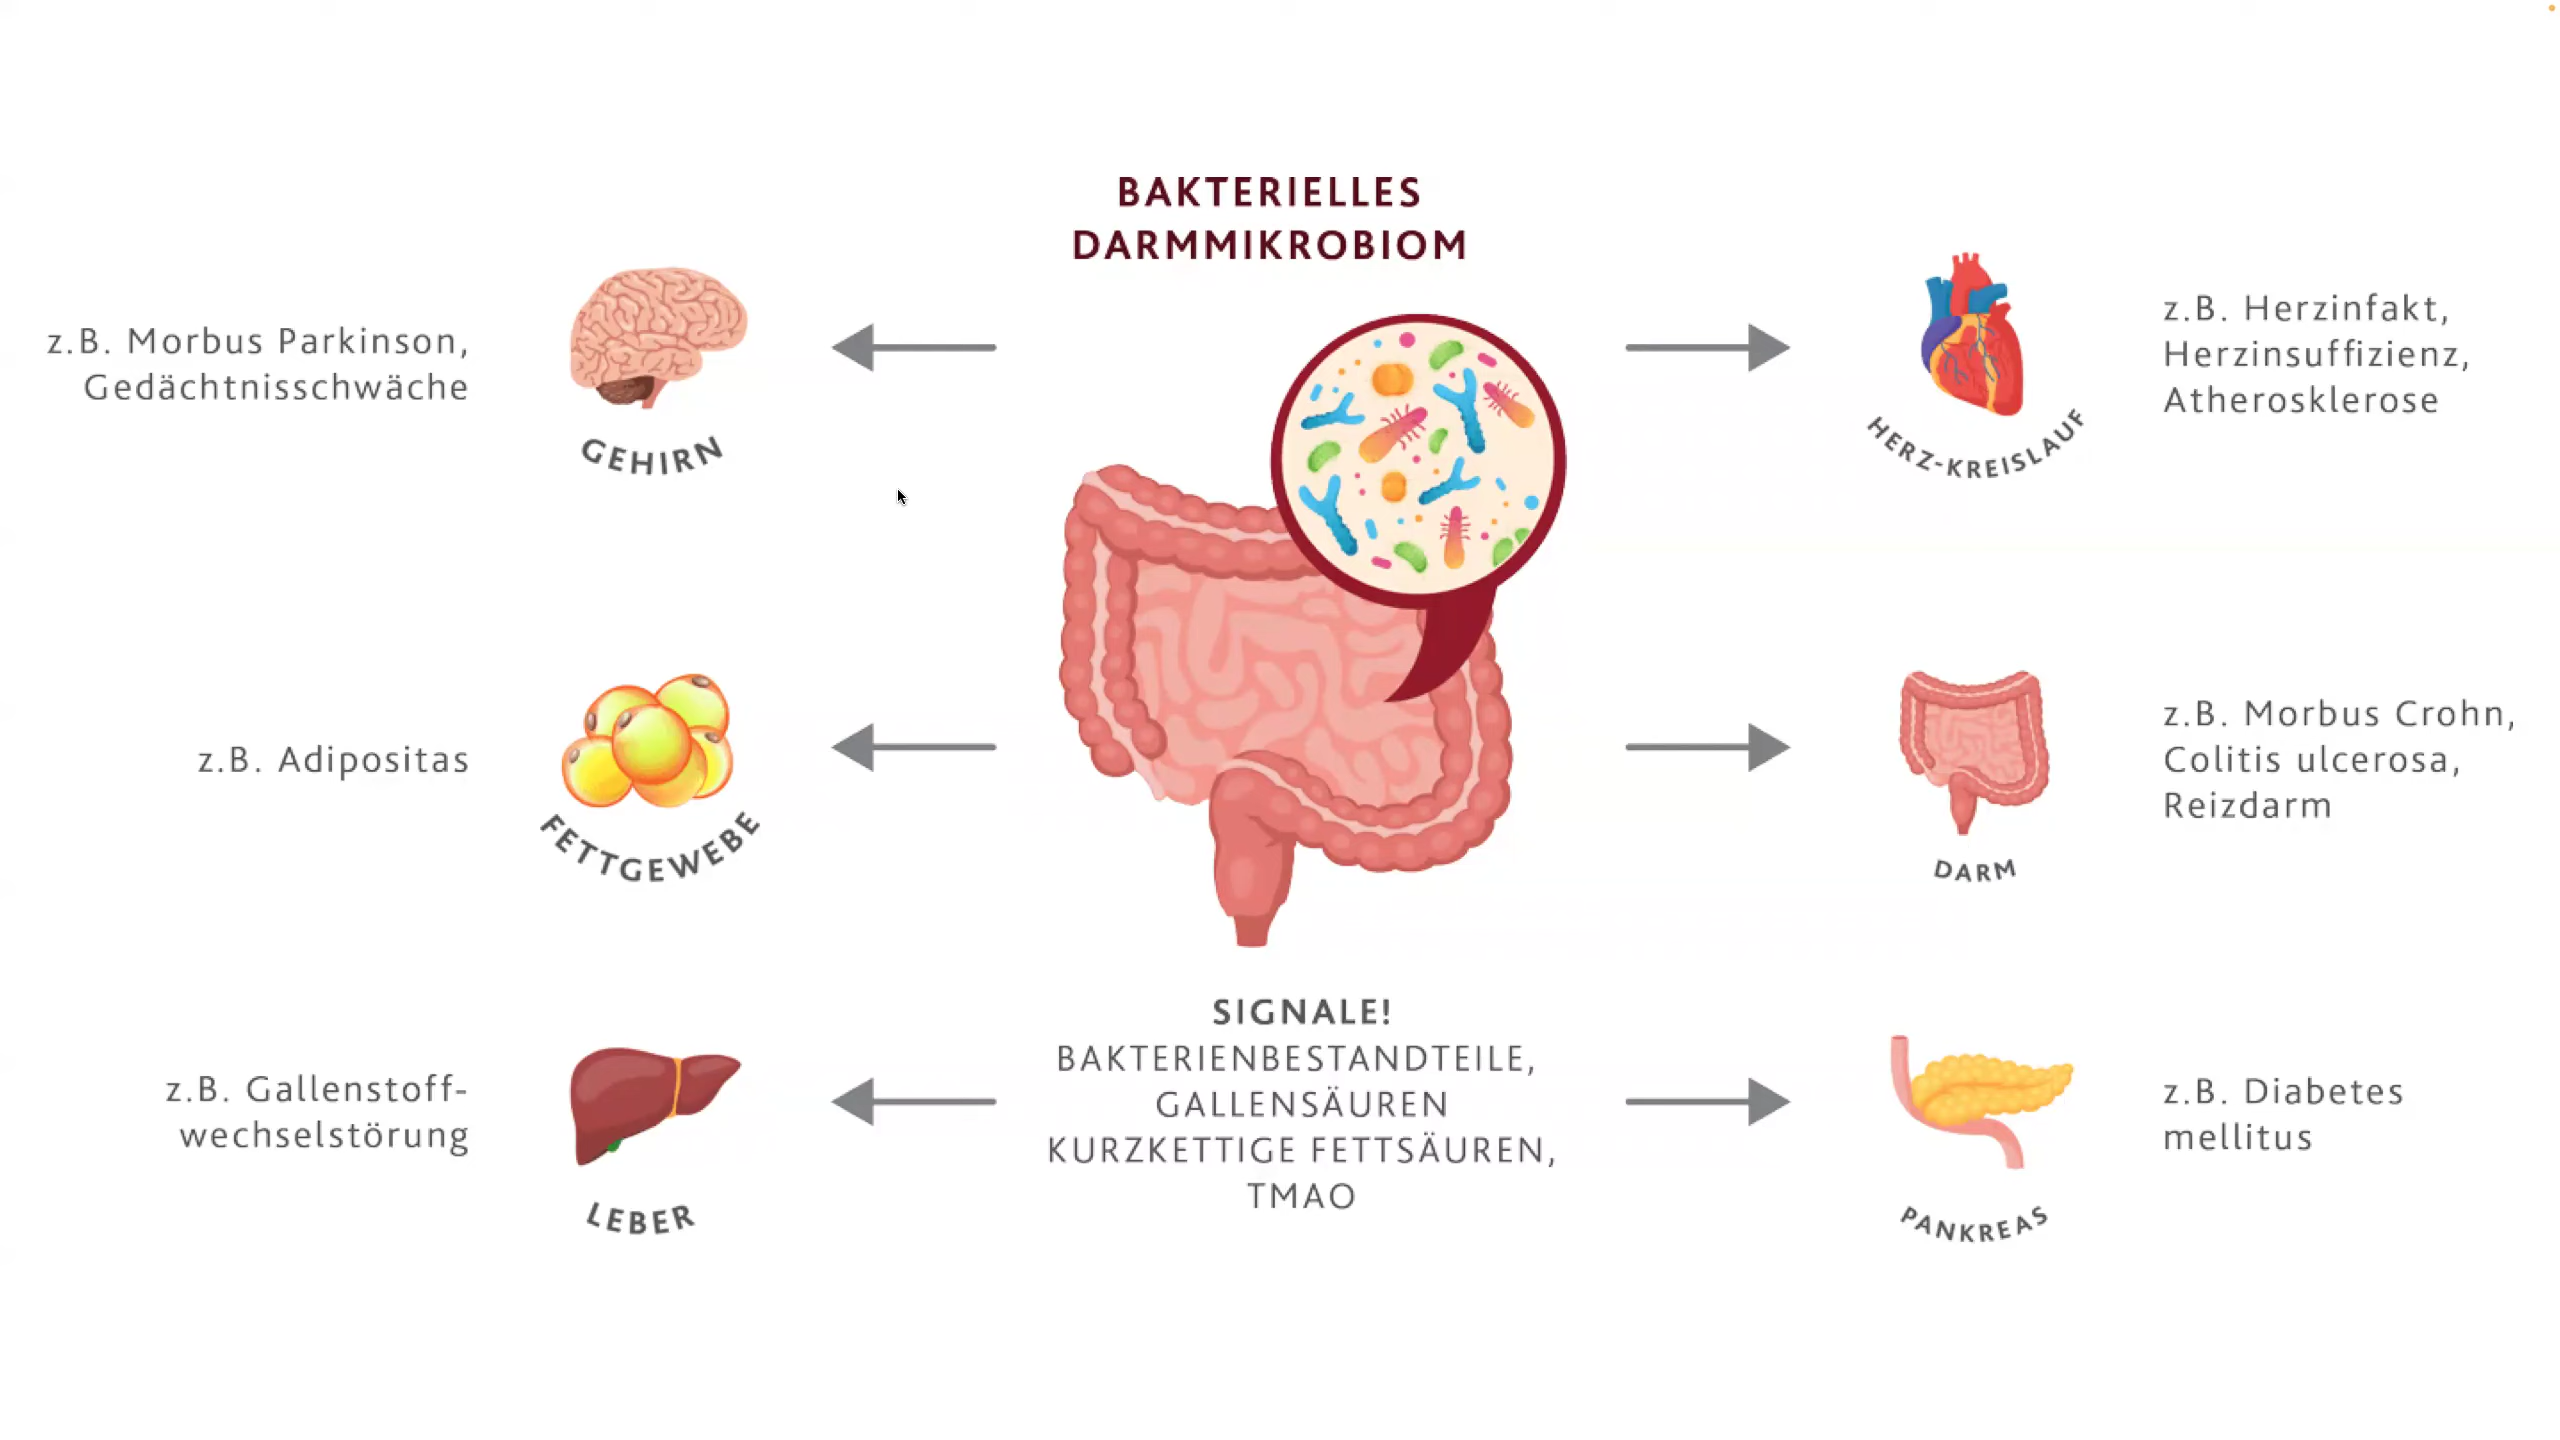 BAKTERIELLES
DARMMIKROBIOM
z.B. Morbus Parkinson,
Gedächtnisschwäche
GEHIRN
z.B. Herzinfakt,
Herzinsuffizienz,
Atherosklerose
HERZ-KREISLAUF
z.B. Adipositas
FETTGEWEBE
z.B. Morbus Crohn,
Colitis ulcerosa,
Reizdarm
DARM
z.B. Gallenstoff-
wechselstörung
LEBER
SIGNALE!
BAKTERIENBESTANDTEILE,
GALLENSÄUREN
KURZKETTIGE FETTSÄUREN,
TMAO
z.B. Diabetes
mellitus
PANKREAS